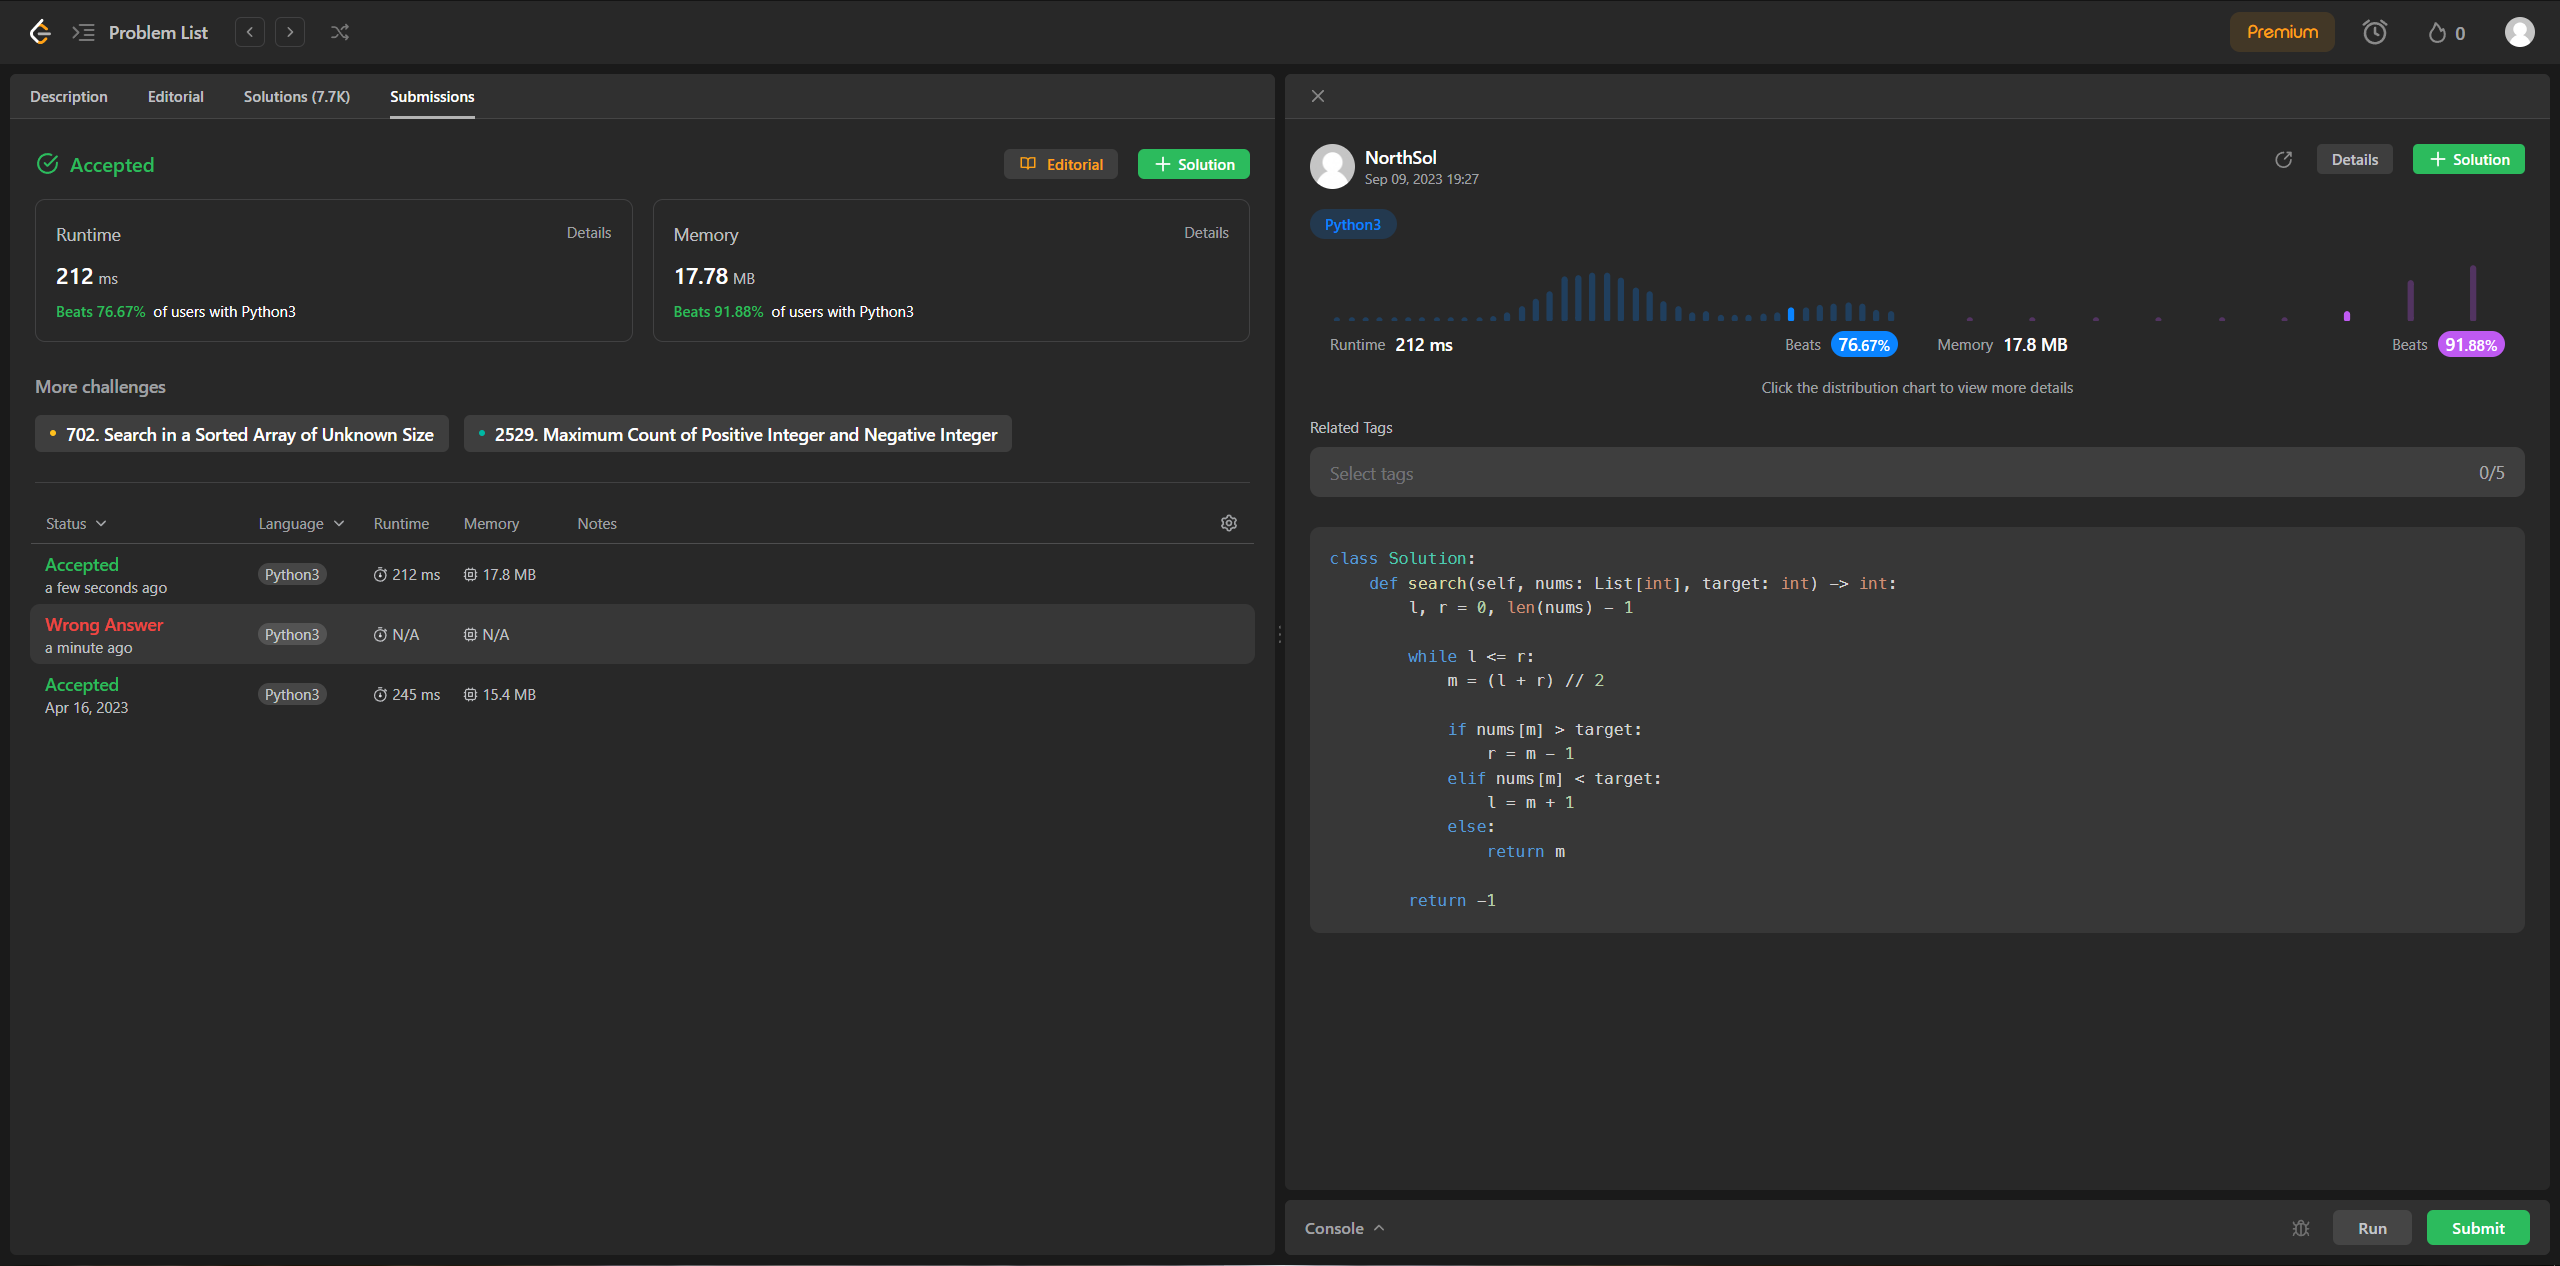 Problem List
Premium
0
Description Editorial Solutions (7.7K) Submissions
Accepted
Editorial
Solution
Runtime Details
212 ms
Beats 76.67% of users with Python3
Memory Details
17.78 MB
Beats 91.88% of users with Python3
More challenges
702. Search in a Sorted Array of Unknown Size
2529. Maximum Count of Positive Integer and Negative Integer
Status Language Runtime Memory Notes
Accepted
a few seconds ago
Python3 212 ms 17.8 MB
Wrong Answer
a minute ago
Python3 N/A N/A
Accepted
Apr 16, 2023
Python3 245 ms 15.4 MB
NorthSol
Sep 09, 2023 19:27
Details
Solution
Python3
Runtime 212 ms Beats 76.67%
Memory 17.8 MB Beats 91.88%
Click the distribution chart to view more details
Related Tags
Select tags 0/5
class Solution:
    def search(self, nums: List[int], target: int) -> int:
        l, r = 0, len(nums) - 1
        while l <= r:
            m = (l + r) // 2
            if nums[m] > target:
                r = m - 1
            elif nums[m] < target:
                l = m + 1
            else:
                return m
        return -1
Console
Run
Submit